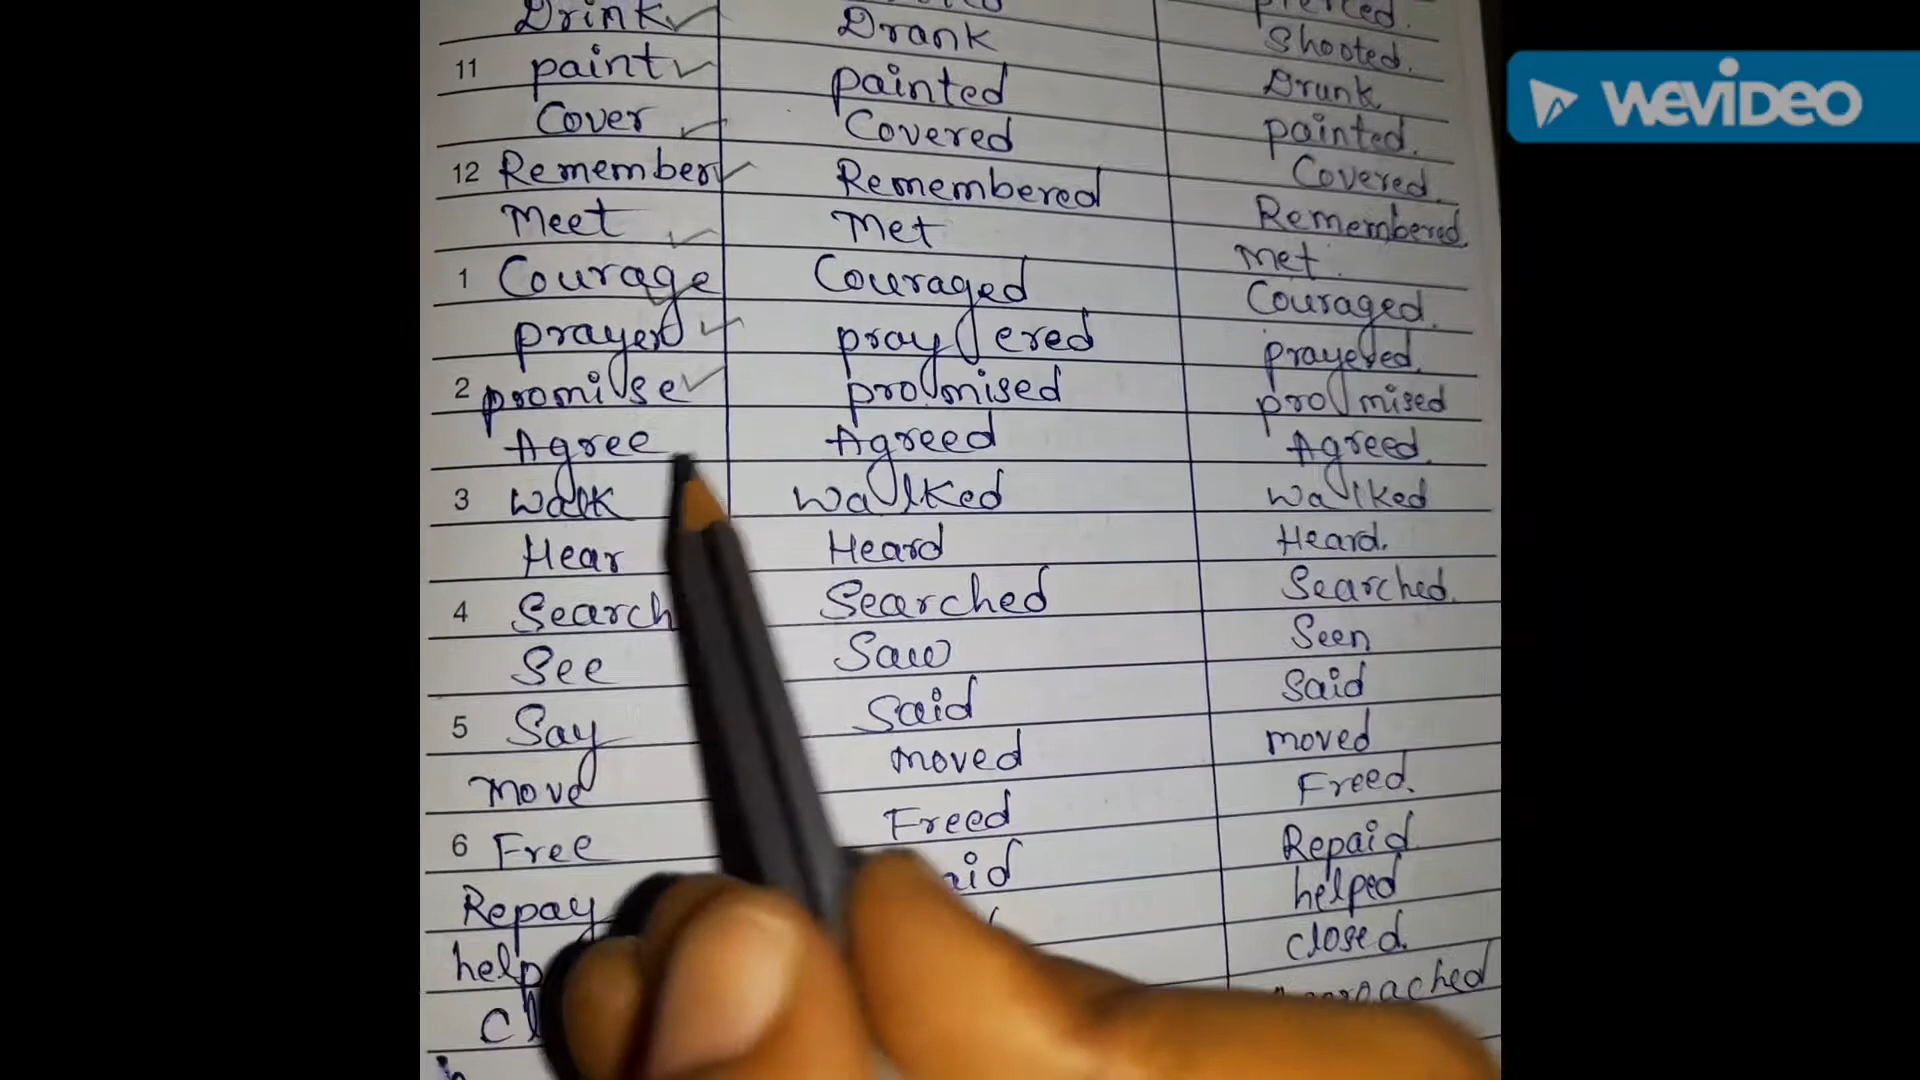 Drink Drank Shooted.
11 paint painted Drunk.
Cover Covered painted.
12 Remember Remembered Covered.
Meet Met Remembered.
1 Courage Couraged Met.
Prayer prayered Couraged.
2 promise promised prayered.
Agree Agreed promised
3 Walk Walked Agreed.
Hear Heard Walked
4 Search Searched Heard.
See Saw Searched.
5 Say Said Seen
Move moved Said
6 Free Freed moved
Repay Freed.
help Repaid
helped
closed.
WEVIDEO